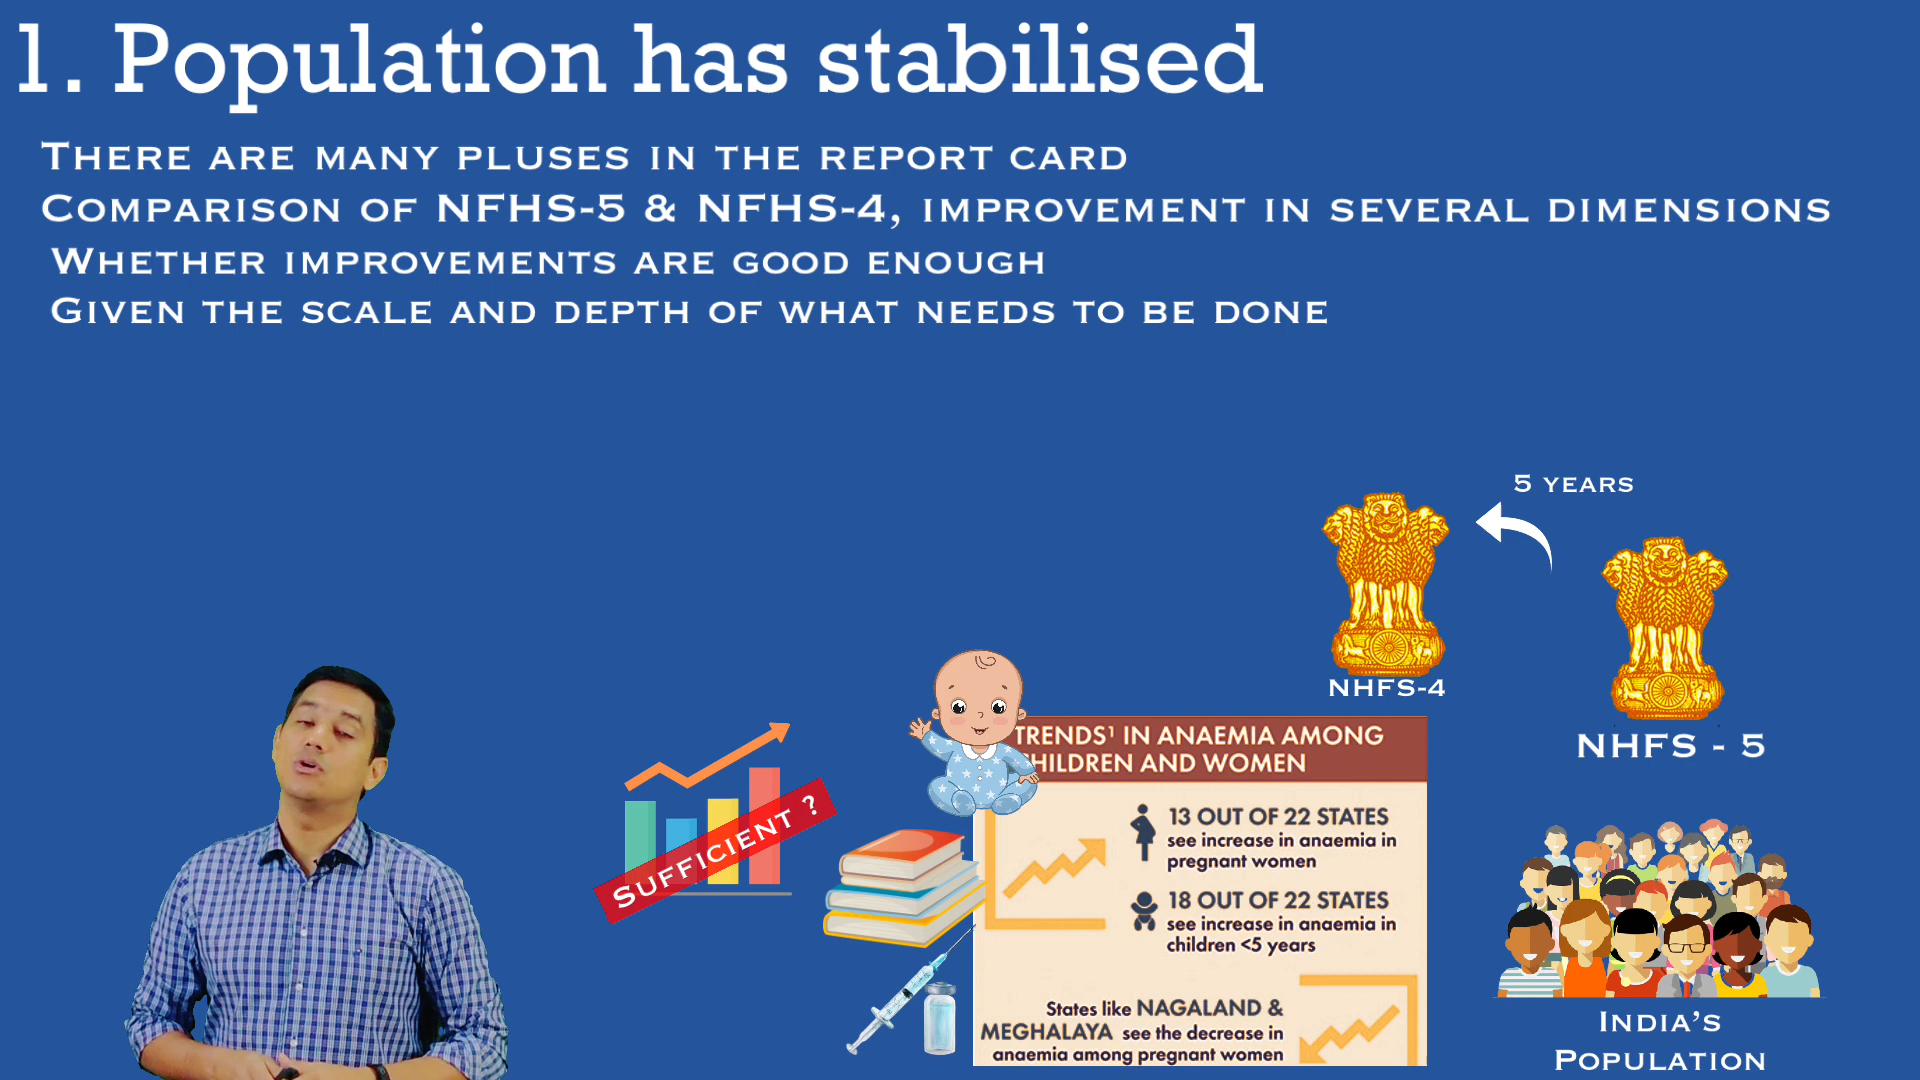 1. Population has stabilised
There are many pluses in the report card
Comparison of NFHS-5 & NFHS-4, improvement in several dimensions
Whether improvements are good enough
Given the scale and depth of what needs to be done
5 years
NHFS-4
NHFS - 5
Sufficient ?
TRENDS¹ IN ANAEMIA AMONG
HILDREN AND WOMEN
13 OUT OF 22 STATES
see increase in anaemia in
pregnant women
18 OUT OF 22 STATES
see increase in anaemia in
children <5 years
States like NAGALAND &
MEGHALAYA see the decrease in
anaemia among pregnant women
India's
Population